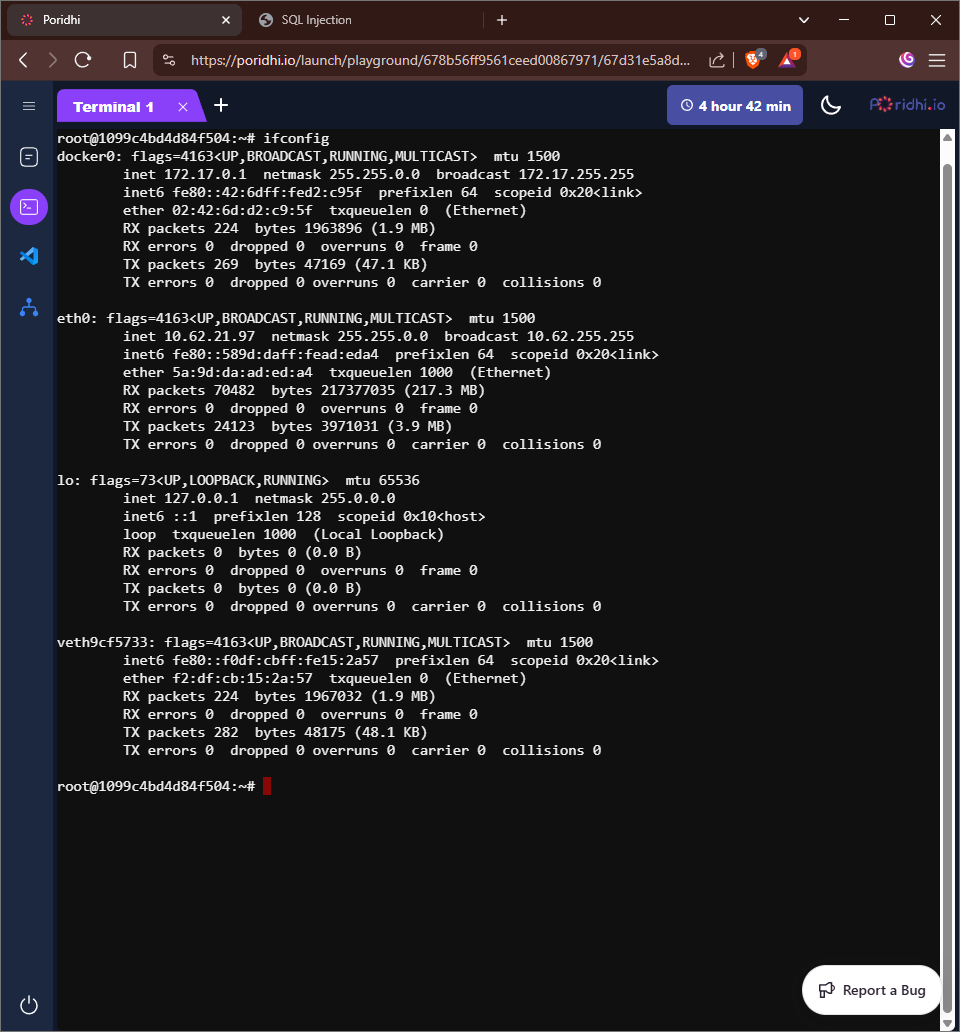 Poridhi
SQL Injection
https://poridhi.io/launch/playground/678b56ff9561ceed00867971/67d31e5a8d...
4
1
Terminal 1
4 hour 42 min
Poridhi.io
root@1099c4bd4d84f504:~# ifconfig
docker0: flags=4163<UP,BROADCAST,RUNNING,MULTICAST>  mtu 1500
        inet 172.17.0.1  netmask 255.255.0.0  broadcast 172.17.255.255
        inet6 fe80::42:6dff:fed2:c95f  prefixlen 64  scopeid 0x20<link>
        ether 02:42:6d:d2:c9:5f  txqueuelen 0  (Ethernet)
        RX packets 224  bytes 1963896 (1.9 MB)
        RX errors 0  dropped 0  overruns 0  frame 0
        TX packets 269  bytes 47169 (47.1 KB)
        TX errors 0  dropped 0 overruns 0  carrier 0  collisions 0
eth0: flags=4163<UP,BROADCAST,RUNNING,MULTICAST>  mtu 1500
        inet 10.62.21.97  netmask 255.255.0.0  broadcast 10.62.255.255
        inet6 fe80::589d:daff:fead:eda4  prefixlen 64  scopeid 0x20<link>
        ether 5a:9d:da:ad:ed:a4  txqueuelen 1000  (Ethernet)
        RX packets 70482  bytes 217377035 (217.3 MB)
        RX errors 0  dropped 0  overruns 0  frame 0
        TX packets 24123  bytes 3971031 (3.9 MB)
        TX errors 0  dropped 0 overruns 0  carrier 0  collisions 0
lo: flags=73<UP,LOOPBACK,RUNNING>  mtu 65536
        inet 127.0.0.1  netmask 255.0.0.0
        inet6 ::1  prefixlen 128  scopeid 0x10<host>
        loop  txqueuelen 1000  (Local Loopback)
        RX packets 0  bytes 0 (0.0 B)
        RX errors 0  dropped 0  overruns 0  frame 0
        TX packets 0  bytes 0 (0.0 B)
        TX errors 0  dropped 0 overruns 0  carrier 0  collisions 0
veth9cf5733: flags=4163<UP,BROADCAST,RUNNING,MULTICAST>  mtu 1500
        inet6 fe80::f0df:cbff:fe15:2a57  prefixlen 64  scopeid 0x20<link>
        ether f2:df:cb:15:2a:57  txqueuelen 0  (Ethernet)
        RX packets 224  bytes 1967032 (1.9 MB)
        RX errors 0  dropped 0  overruns 0  frame 0
        TX packets 282  bytes 48175 (48.1 KB)
        TX errors 0  dropped 0 overruns 0  carrier 0  collisions 0
root@1099c4bd4d84f504:~#
Report a Bug